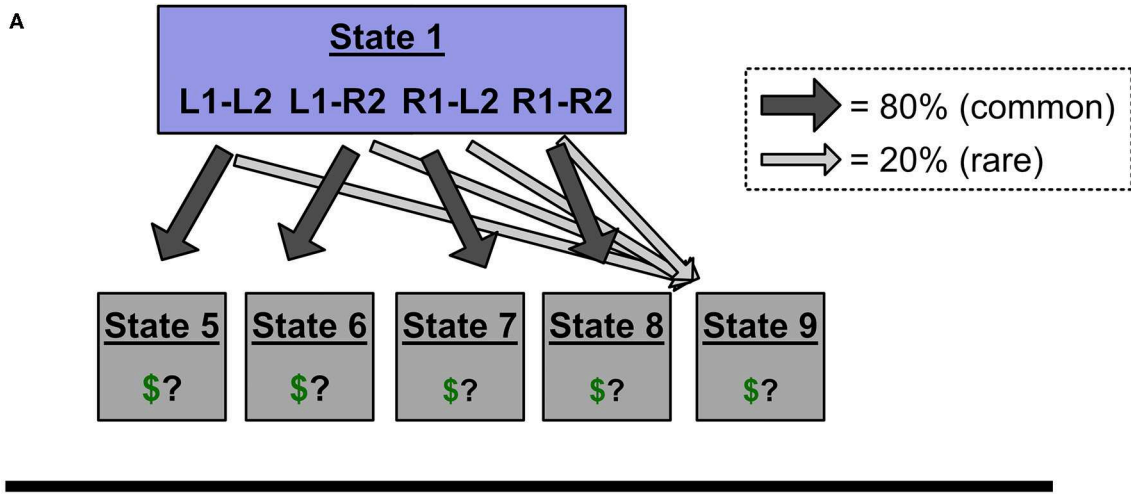 A
State 1
L1-L2 L1-R2 R1-L2 R1-R2
= 80% (common)
= 20% (rare)
State 5
$?
State 6
$?
State 7
$?
State 8
$?
State 9
$?